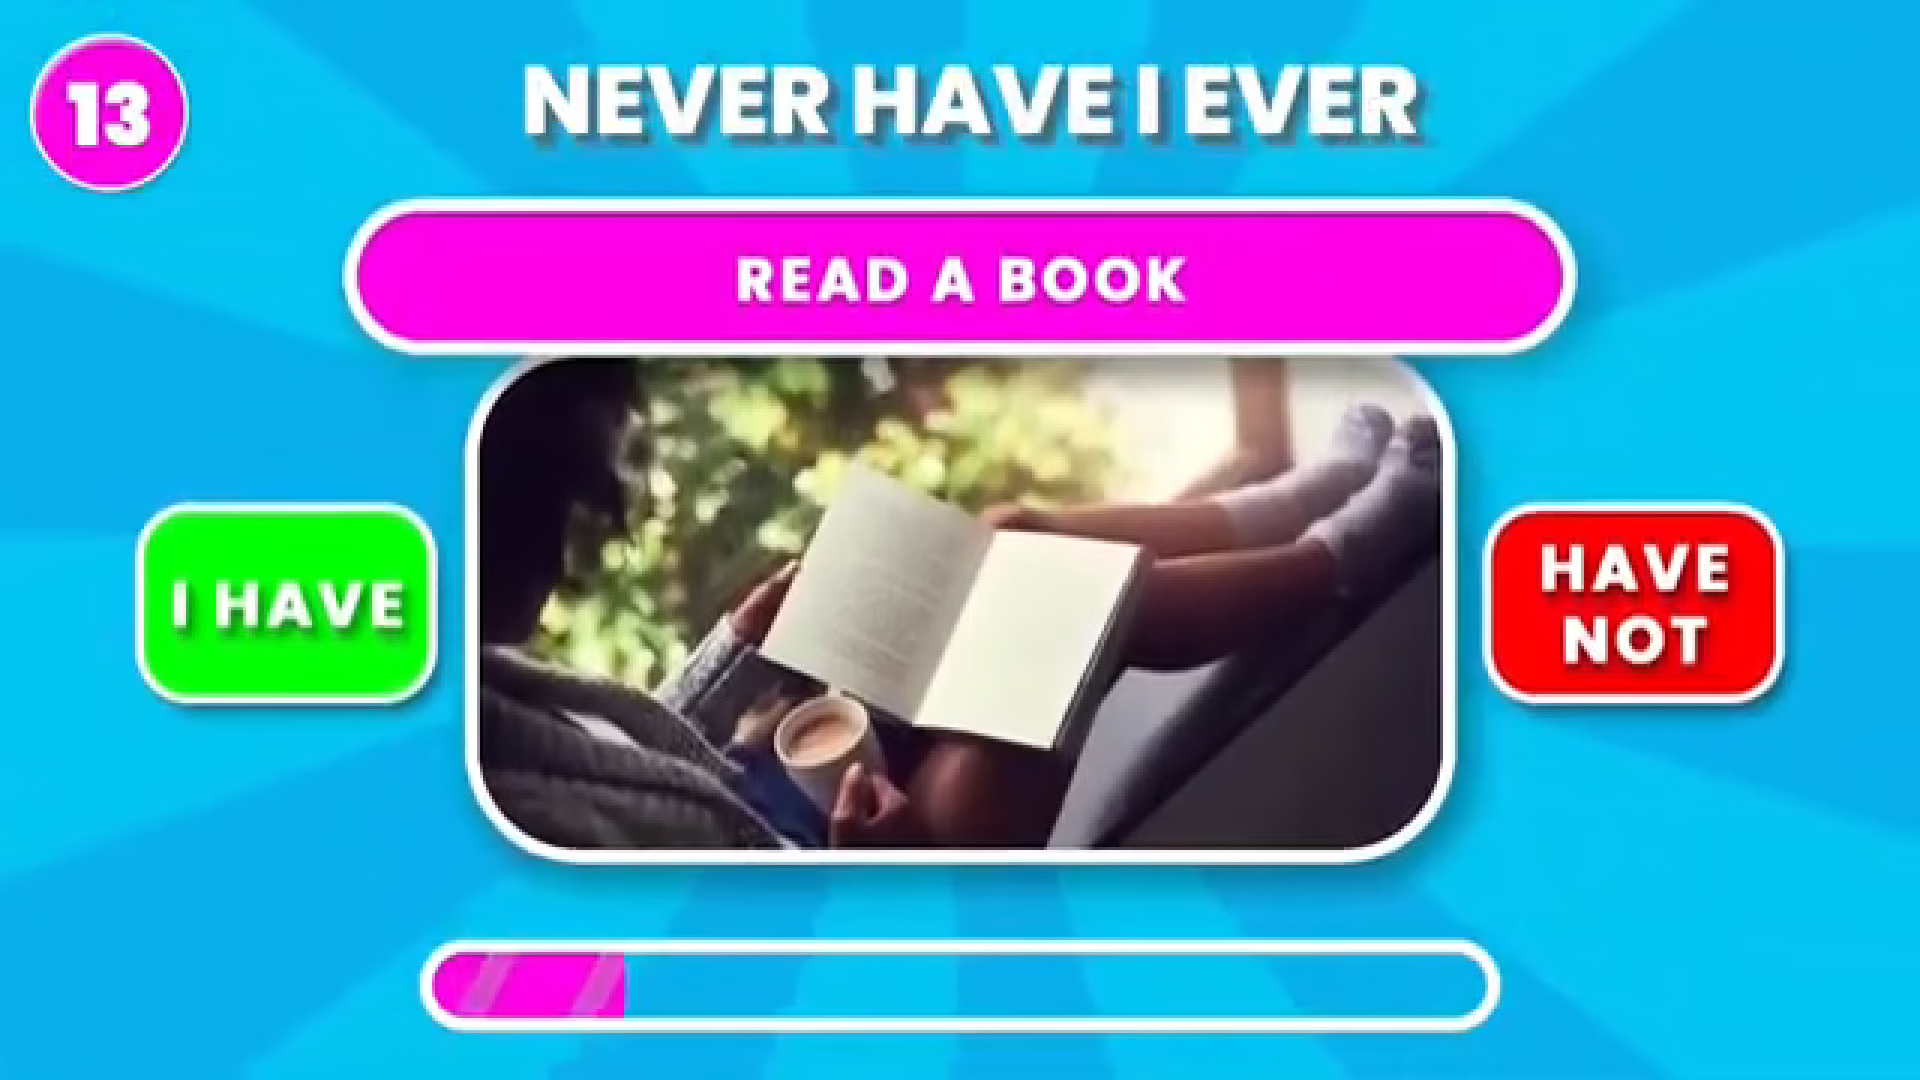 13
NEVER HAVE I EVER
READ A BOOK
I HAVE
HAVE
NOT